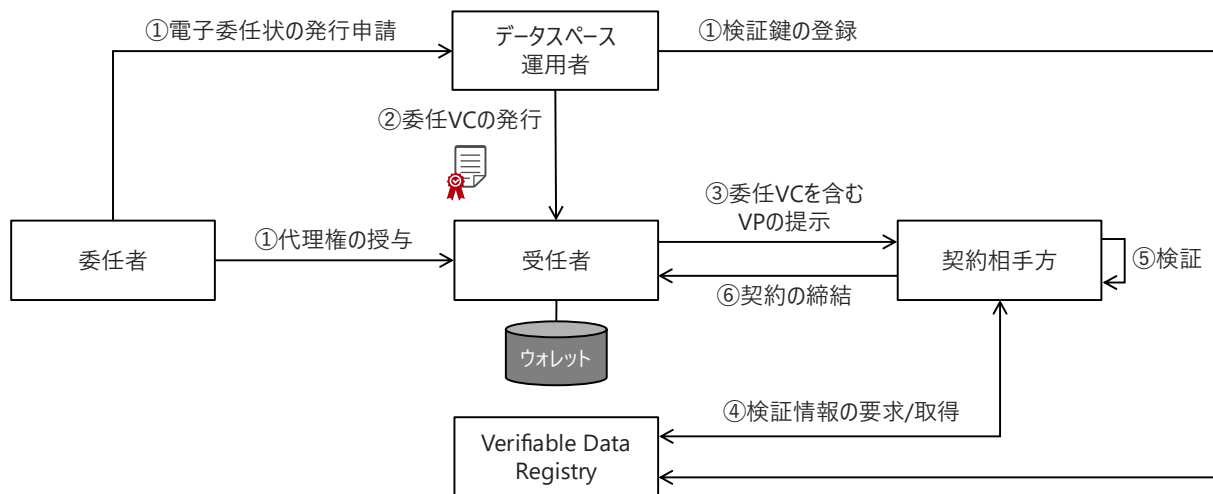 ①電子委任状の発行申請
データスペース
運用者
①検証鍵の登録
②委任VCの発行
③委任VCを含む
VPの提示
委任者
①代理権の授与
受任者
契約相手方
⑤検証
⑥契約の締結
ウォレット
④検証情報の要求/取得
Verifiable Data
Registry